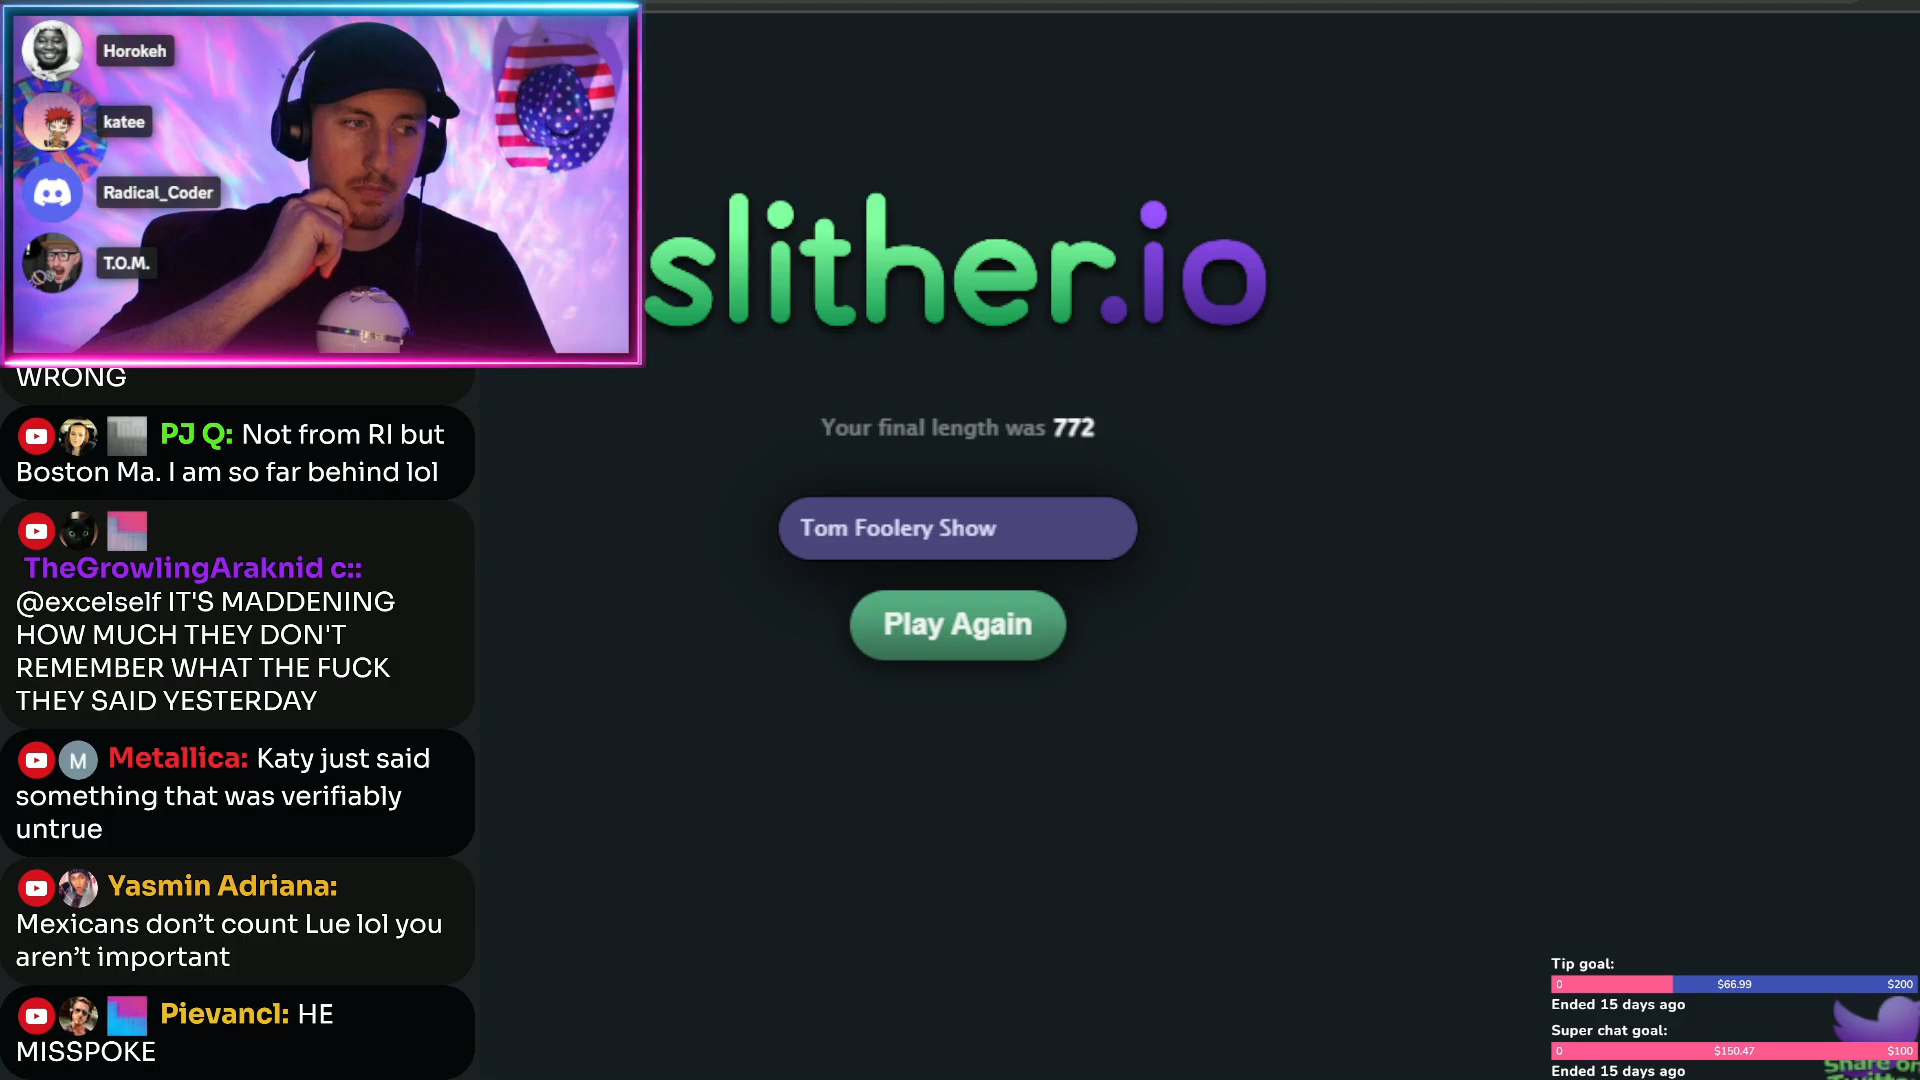 Horokeh
katee
Radical_Coder
T.O.M.
WRONG
PJ Q: Not from RI but
Boston Ma. I am so far behind lol
TheGrowlingAraknid c::
@excelself IT'S MADDENING
HOW MUCH THEY DON'T
REMEMBER WHAT THE FUCK
THEY SAID YESTERDAY
M Metallica: Katy just said
something that was verifiably
untrue
Yasmin Adriana:
Mexicans don’t count Lue lol you
aren’t important
Pievancl: HE
MISSPOKE
slither.io
Your final length was 772
Tom Foolery Show
Play Again
Tip goal:
0 $66.99 $200
Ended 15 days ago
Super chat goal:
0 $150.47 $100
Ended 15 days ago
Share on